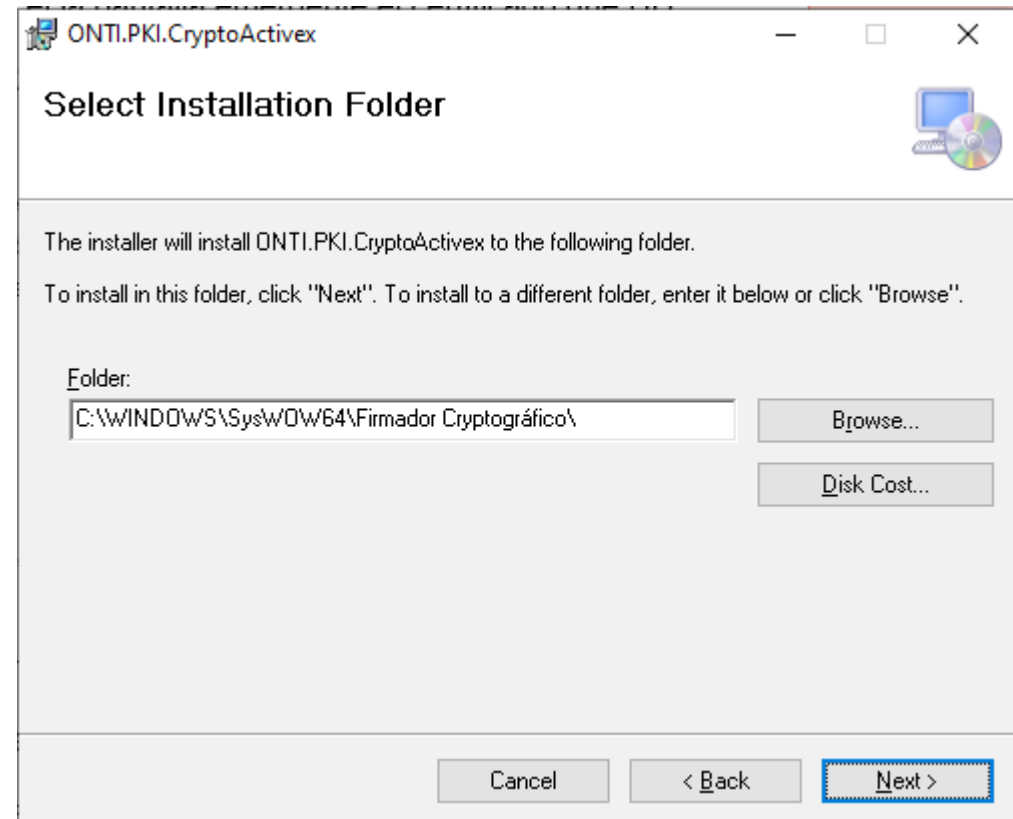 ONTI.PKI.CryptoActivex
Select Installation Folder
The installer will install ONTI.PKI.CryptoActivex to the following folder.
To install in this folder, click "Next". To install to a different folder, enter it below or click "Browse".
Folder:
C:\WINDOWS\SysWOW64\Firmador Cryptográfico\
Browse...
Disk Cost...
Cancel
< Back
Next >